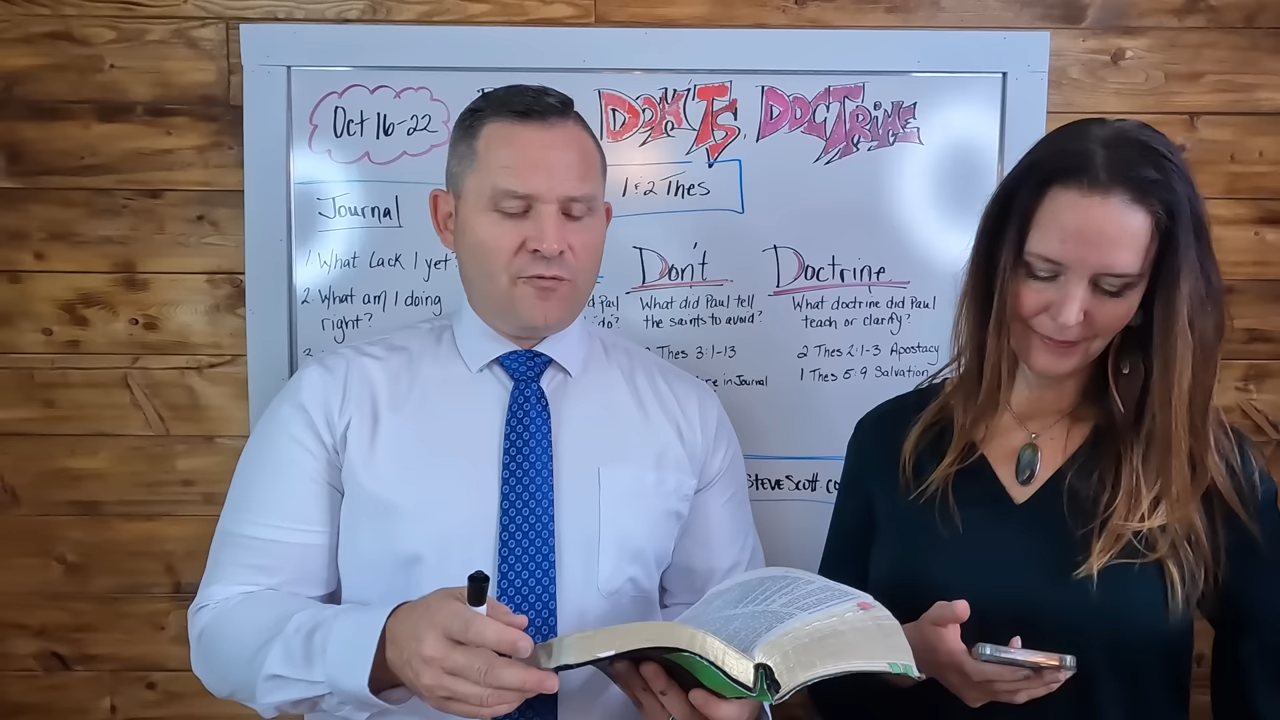 Oct 16-22
DON'TS, DOCTRINE
1 & 2 Thes
Journal
1. What Lack I yet?
2. What am I doing
right?
3
do?
Don't
What did Paul tell
the saints to avoid?
Thes 3:1-13
in Journal
Doctrine
What doctrine did Paul
teach or clarify?
2 Thes 2:1-3 Apostacy
1 Thes 5:9 Salvation
STEVESCOTT.CO